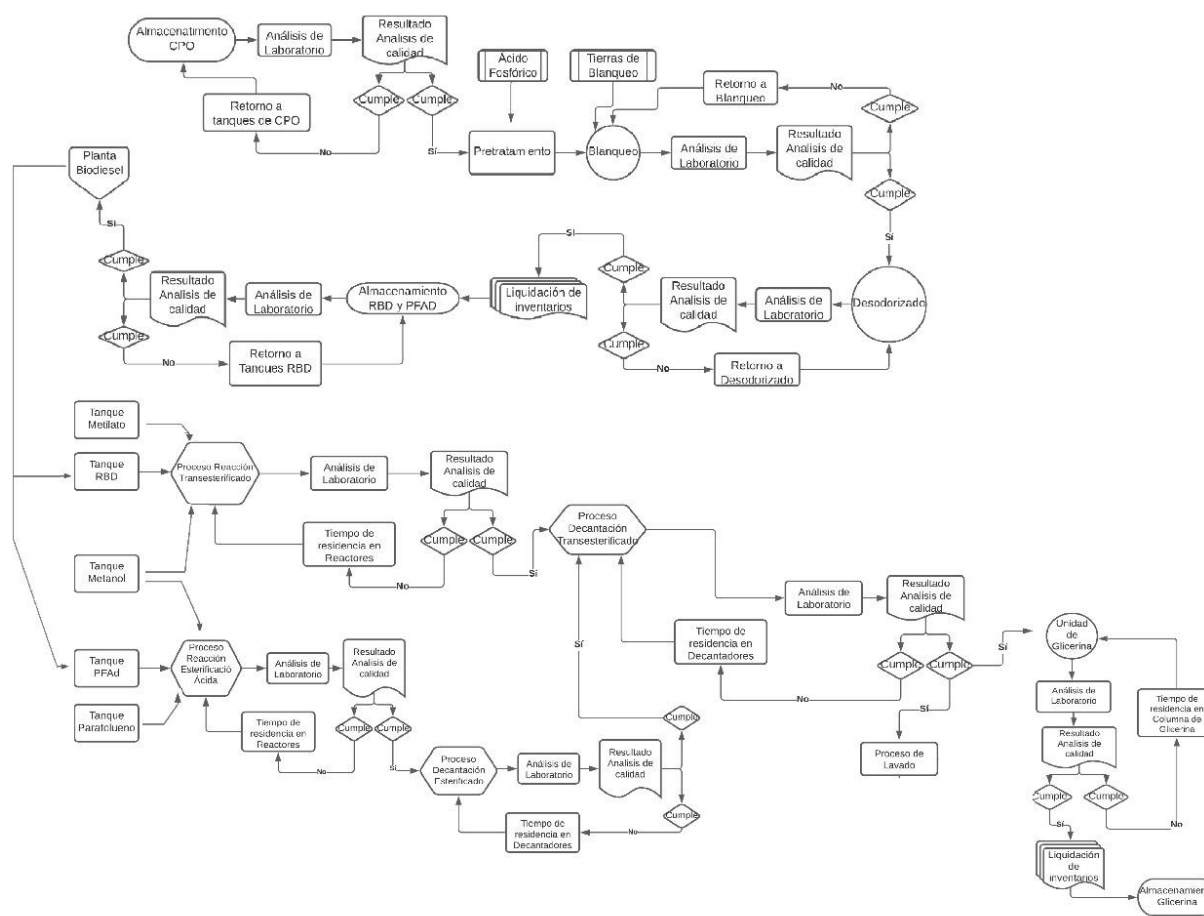 Almacenatimento
CPO
Análisis de
Laboratorio
Resultado
Analisis de
calidad
Cumple
Cumple
Retorno a
tanques de CPO
No
Sí
Ácido
Fosfórico
Tierras de
Blanqueo
Retorno a
Blanqueo
No
Cumple
Pretratamento
Blanqueo
Análisis de
Laboratorio
Resultado
Analisis de
calidad
Cumple
Sí
Planta
Biodiesel
Sí
Cumple
Resultado
Analisis de
calidad
Análisis de
Laboratorio
Almacenamiento
RBD y PFAD
Liquidación de
inventarios
Sí
Cumple
Resultado
Analisis de
calidad
Análisis de
Laboratorio
Desodorizado
Cumple
No
Retorno a
Tancues RBD
Cumple
No
Retorno a
Desodorizado
Tanque
Metilato
Tanque
RBD
Proceso Reacción
Transesterificado
Análisis de
Laboratorio
Resultado
Analisis de
calidad
Cumple
Cumple
Tiempo de
residencia en
Reactores
No
Sí
Proceso
Decantación
Transesterificado
Tanque
Metanol
Análisis de
Laboratorio
Resultado
Analisis de
calidad
Cumple
Cumple
Tiempo de
residencia en
Decantadores
No
Sí
Sí
Sí
Proceso de
Lavado
Unidad
de
Glicerina
Análisis de
Laboratorio
Resultado
Analisis de
calidad
Tiempo de
residencia en
Columna de
Glicerina
Cumple
Cumple
Sí
No
Liquidación
de
inventarios
Almacenamien
Glicerina
Tanque
PFAd
Proceso
Reacción
Esterificació
Ácida
Análisis de
Laboratorio
Resultado
Analisis de
calidad
Cumple
Cumple
Tanque
Paratolueno
Tiempo de
residencia en
Reactores
No
Sí
Proceso
Decantación
Esterificado
Análisis de
Laboratorio
Resultado
Analisis de
calidad
Cumple
Cumple
Tiempo de
residencia en
Decantadores
No